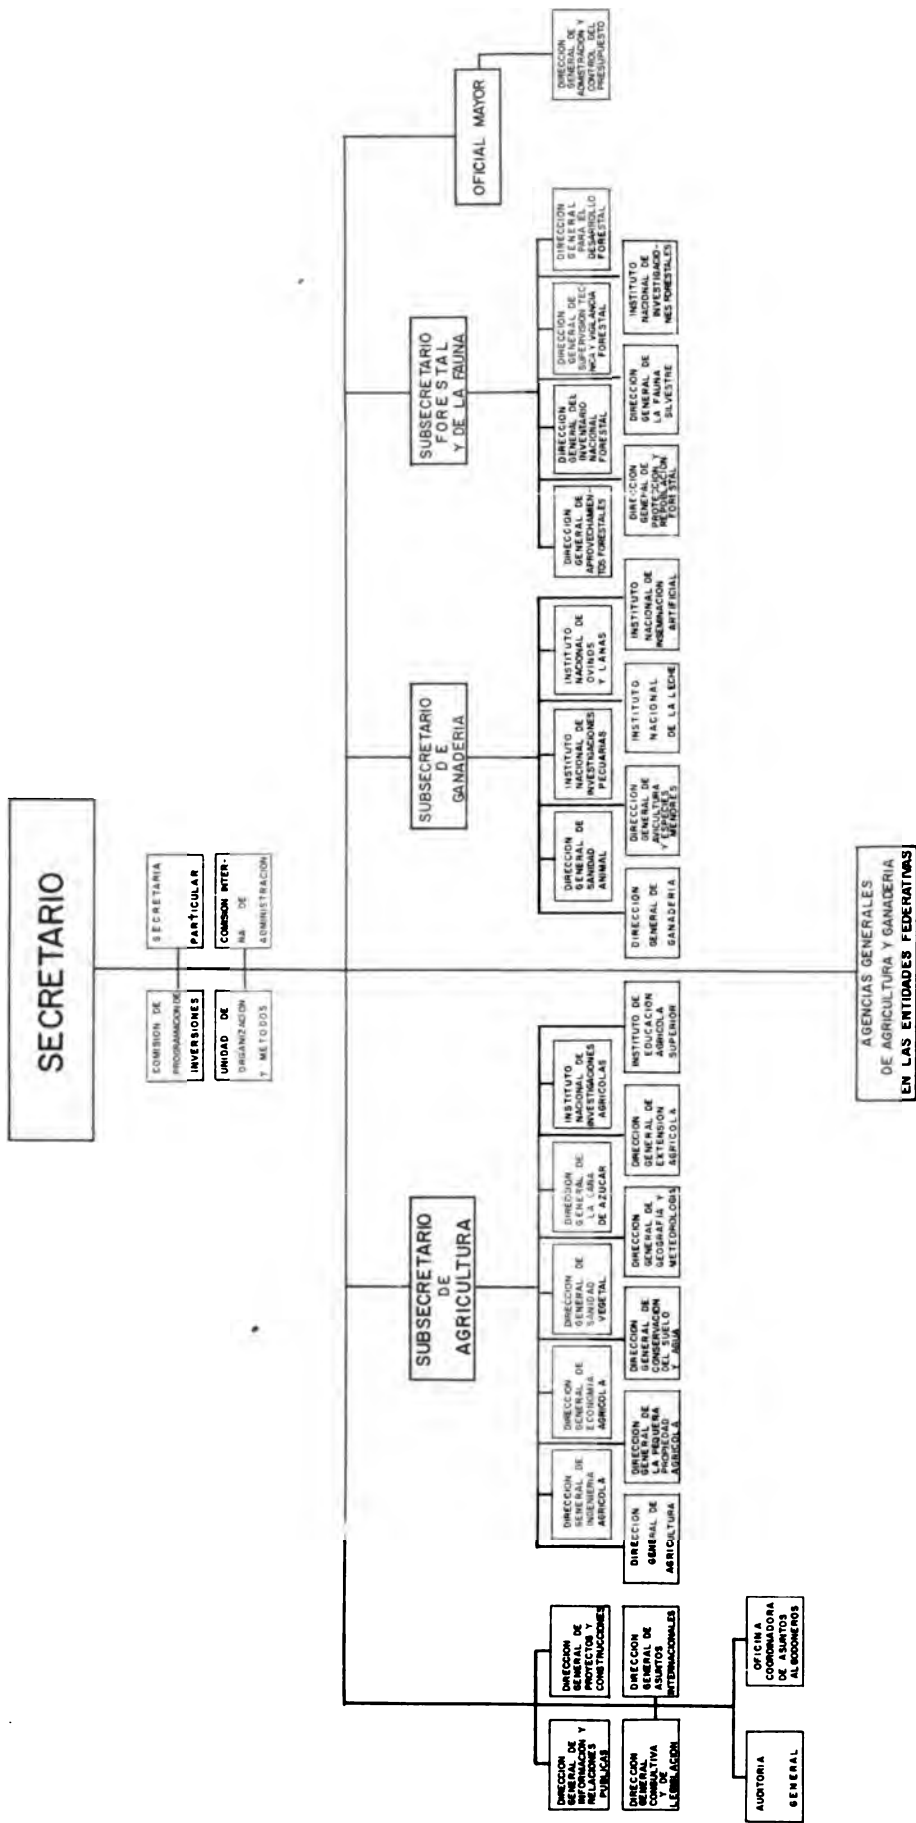 SECRETARIO
COMISION DE
PROGRAMACION DE
INVERSIONES
SECRETARIA
PARTICULAR
UNIDAD DE
ORGANIZACION
Y METODOS
COMISION INTER-
NA DE
ADMINISTRACION
SUBSECRETARIO
DE
AGRICULTURA
SUBSECRETARIO
DE
GANADERIA
SUBSECRETARIO
FORESTAL
Y DE LA FAUNA
OFICIAL MAYOR
DIRECCION
GENERAL DE
INFORMACION Y
RELACIONES
PUBLICAS
DIRECCION
GENERAL DE
PROYECTOS Y
CONSTRUCCIONES
DIRECCION
GENERAL DE
INGENIERIA
AGRICOLA
DIRECCION
GENERAL DE
ECONOMIA
AGRICOLA
DIRECCION
GENERAL DE
SANIDAD
VEGETAL
DIRECCION
GENERAL DE
LA CAÑA
DE AZUCAR
INSTITUTO
NACIONAL DE
INVESTIGACIONES
AGRICOLAS
DIRECCION
GENERAL DE
SANIDAD
ANIMAL
INSTITUTO
NACIONAL DE
INVESTIGACIONES
PECUARIAS
INSTITUTO
NACIONAL DE
OVINOS
Y LANAS
DIRECCION
GENERAL DE
APROVECHAMIEN-
TOS FORESTALES
DIRECCION
GENERAL DEL
INVENTARIO
NACIONAL
FORESTAL
DIRECCION
GENERAL DE
SUPERVISION TEC-
NICA Y VIGILANCIA
FORESTAL
DIRECCION
GENERAL
PARA EL
DESARROLLO
FORESTAL
DIRECCION
GENERAL DE
ADMISTRACION Y
CONTROL DEL
PRESUPUESTO
DIRECCION
GENERAL
CONSULTIVA
Y DE
LEGISLACION
DIRECCION
GENERAL DE
ASUNTOS
INTERNACIONALES
DIRECCION
GENERAL DE
AGRICULTURA
DIRECCION
GENERAL DE
LA PEQUEÑA
PROPIEDAD
AGRICOLA
DIRECCION
GENERAL DE
CONSERVACION
DEL SUELO
Y AGUA
DIRECCION
GENERAL DE
GEOGRAFIA Y
METEOROLOGIA
DIRECCION
GENERAL DE
EXTENSION
AGRICOLA
INSTITUTO DE
EDUCACION
AGRICOLA
SUPERIOR
DIRECCION
GENERAL DE
GANADERIA
DIRECCION
GENERAL DE
AVICULTURA
Y ESPECIES
MENORES
INSTITUTO
NACIONAL
DE LA LECHE
INSTITUTO
NACIONAL DE
INSEMINACION
ARTIFICIAL
DIRECCION
GENERAL DE
PROTECCION Y
REPOBLACION
FORESTAL
DIRECCION
GENERAL DE
LA FAUNA
SILVESTRE
INSTITUTO
NACIONAL DE
INVESTIGACIO-
NES FORESTALES
AUDITORIA
GENERAL
OFICINA
COORDINADORA
DE ASUNTOS
ALGODONEROS
AGENCIAS GENERALES
DE AGRICULTURA Y GANADERIA
EN LAS ENTIDADES FEDERATIVAS